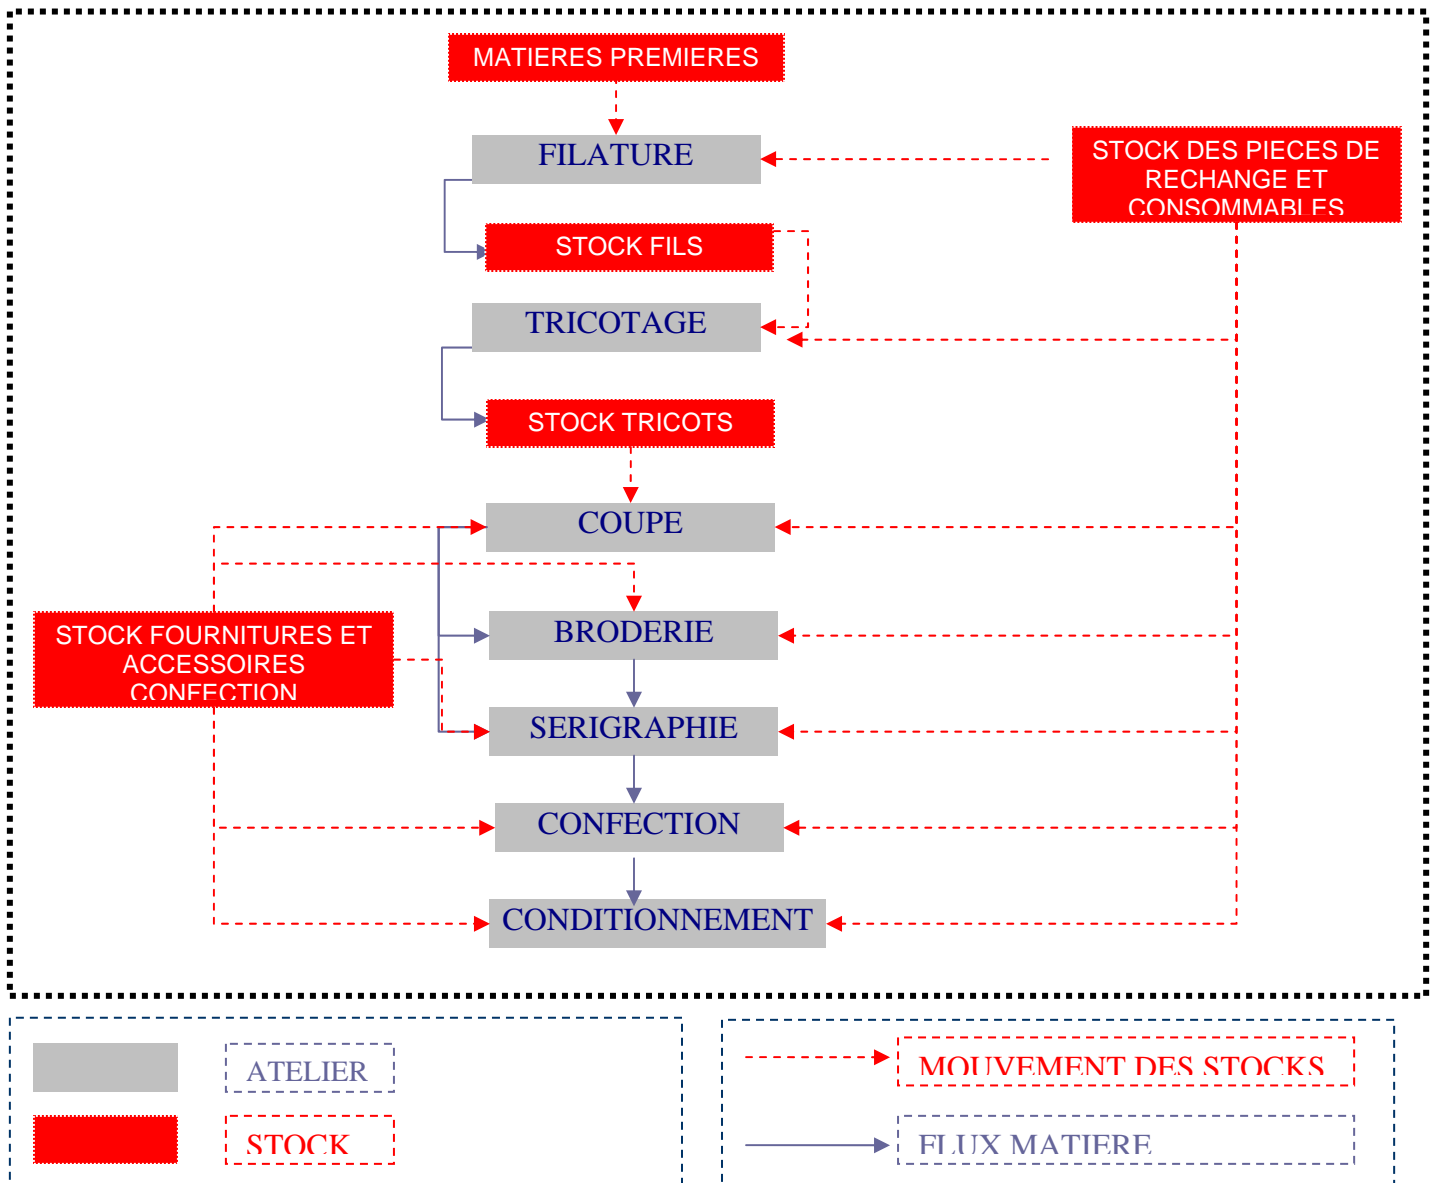 MATIERES PREMIERES
FILATURE
STOCK DES PIECES DE
RECHANGE ET
CONSOMMABLES
STOCK FILS
TRICOTAGE
STOCK TRICOTS
COUPE
BRODERIE
STOCK FOURNITURES ET
ACCESSOIRES
CONFECTION
SERIGRAPHIE
CONFECTION
CONDITIONNEMENT
ATELIER
STOCK
MOUVEMENT DES STOCKS
FLUX MATIERE